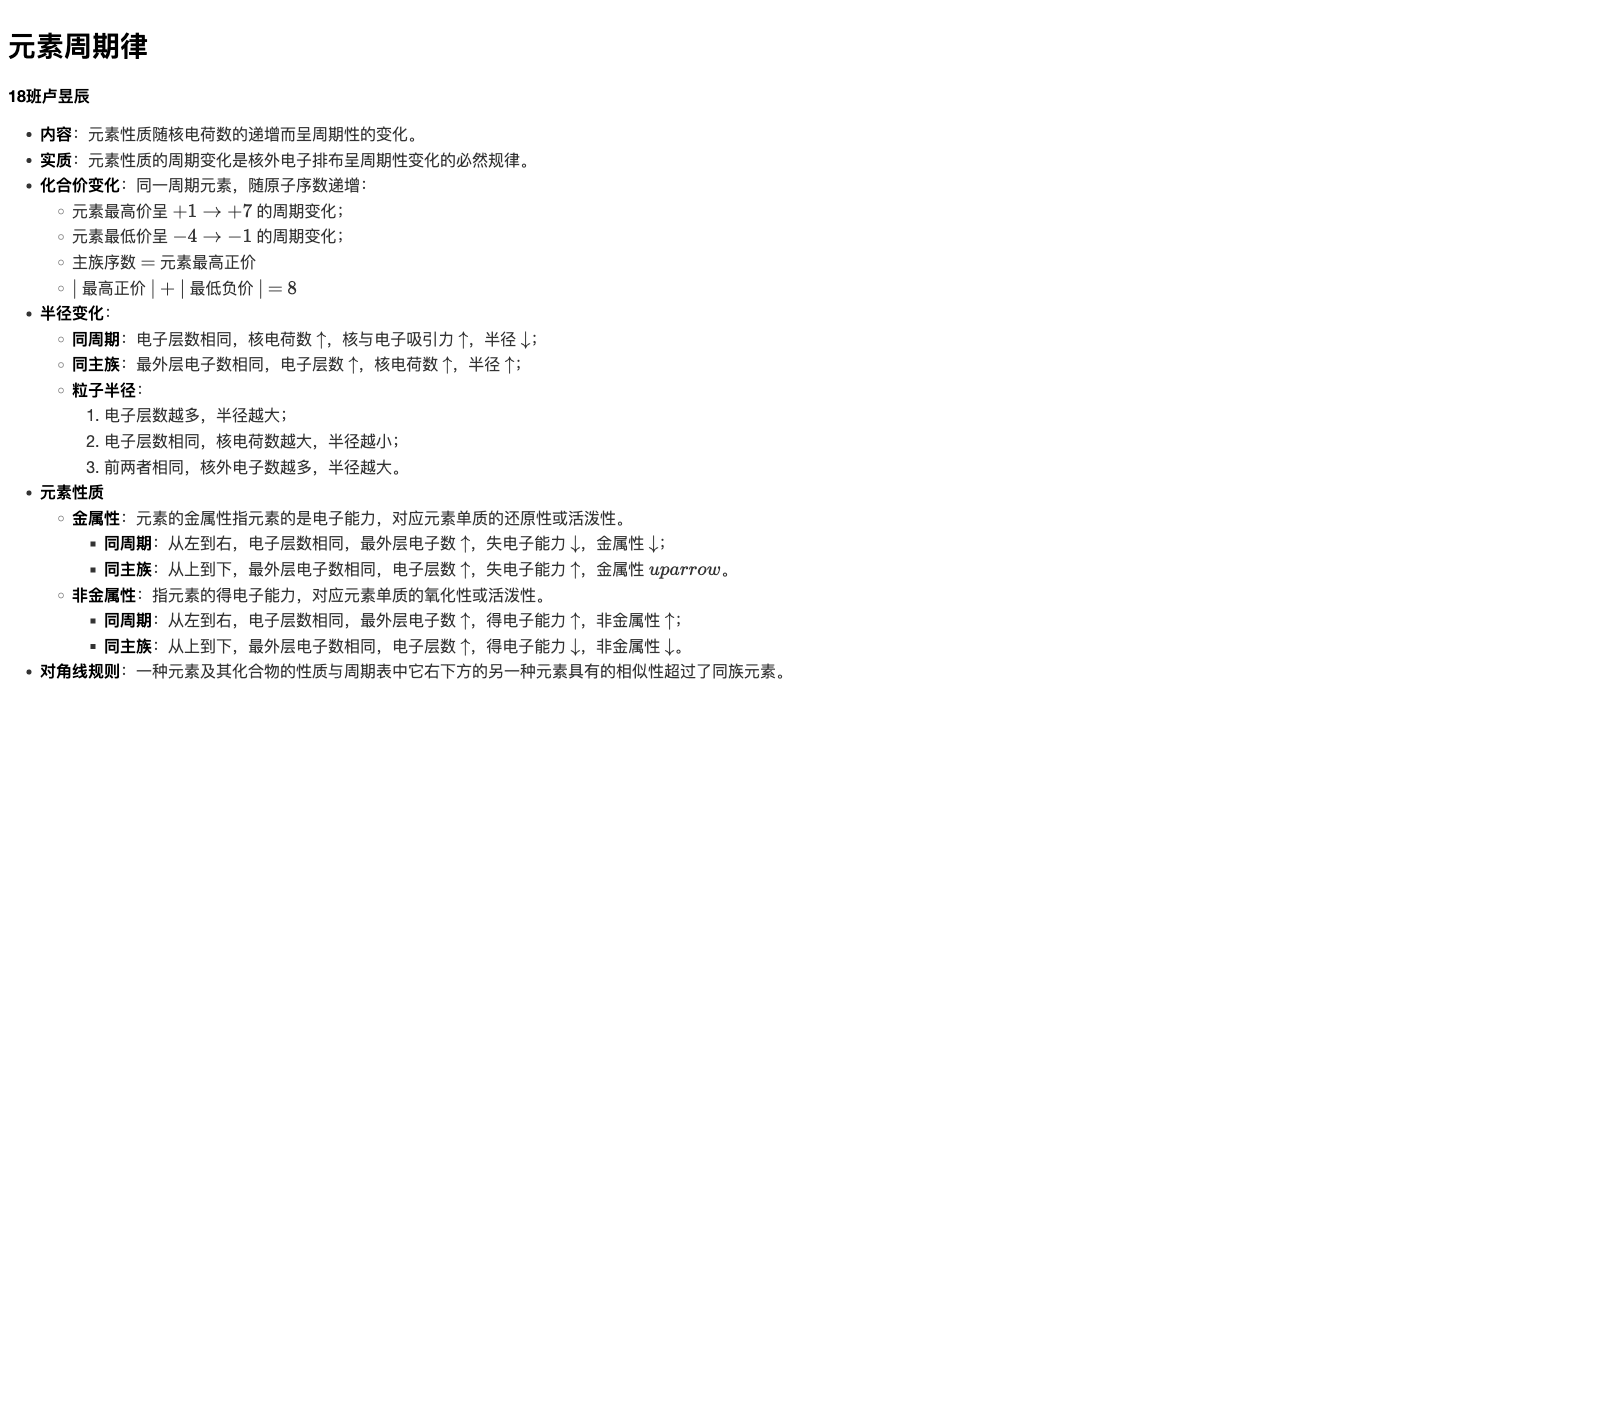 元素周期律
18班卢昱辰
内容：元素性质随核电荷数的递增而呈周期性的变化。
实质：元素性质的周期变化是核外电子排布呈周期性变化的必然规律。
化合价变化：同一周期元素，随原子序数递增：
元素最高价呈 +1 → +7 的周期变化；
元素最低价呈 −4 → −1 的周期变化；
主族序数 = 元素最高正价
| 最高正价 | + | 最低负价 | = 8
半径变化：
同周期：电子层数相同，核电荷数 ↑，核与电子吸引力 ↑，半径 ↓；
同主族：最外层电子数相同，电子层数 ↑，核电荷数 ↑，半径 ↑；
粒子半径：
1. 电子层数越多，半径越大；
2. 电子层数相同，核电荷数越大，半径越小；
3. 前两者相同，核外电子数越多，半径越大。
元素性质
金属性：元素的金属性指元素的是电子能力，对应元素单质的还原性或活泼性。
同周期：从左到右，电子层数相同，最外层电子数 ↑，失电子能力 ↓，金属性 ↓；
同主族：从上到下，最外层电子数相同，电子层数 ↑，失电子能力 ↑，金属性 uparrow。
非金属性：指元素的得电子能力，对应元素单质的氧化性或活泼性。
同周期：从左到右，电子层数相同，最外层电子数 ↑，得电子能力 ↑，非金属性 ↑；
同主族：从上到下，最外层电子数相同，电子层数 ↑，得电子能力 ↓，非金属性 ↓。
对角线规则：一种元素及其化合物的性质与周期表中它右下方的另一种元素具有的相似性超过了同族元素。